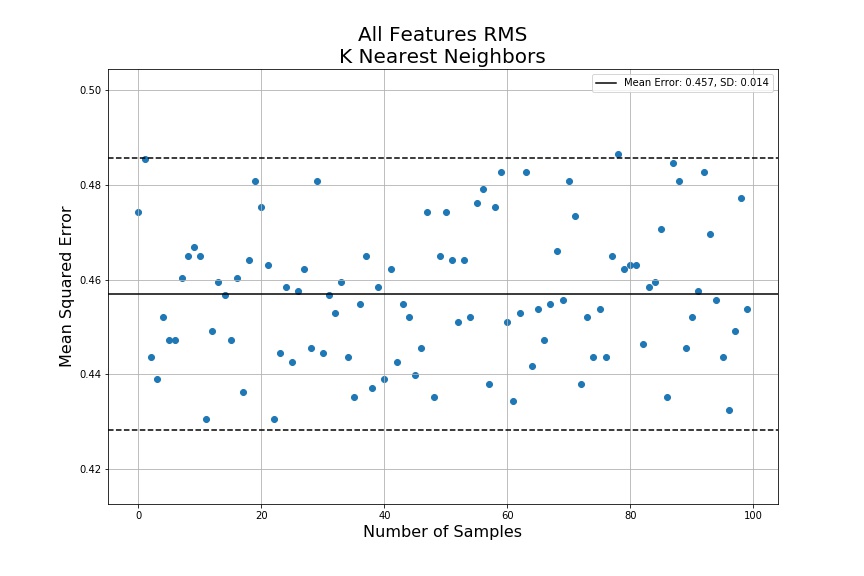 All Features RMS
K Nearest Neighbors
Mean Error: 0.457, SD: 0.014
0.50
0.48
0.46
0.44
0.42
Mean Squared Error
0 20 40 60 80 100
Number of Samples